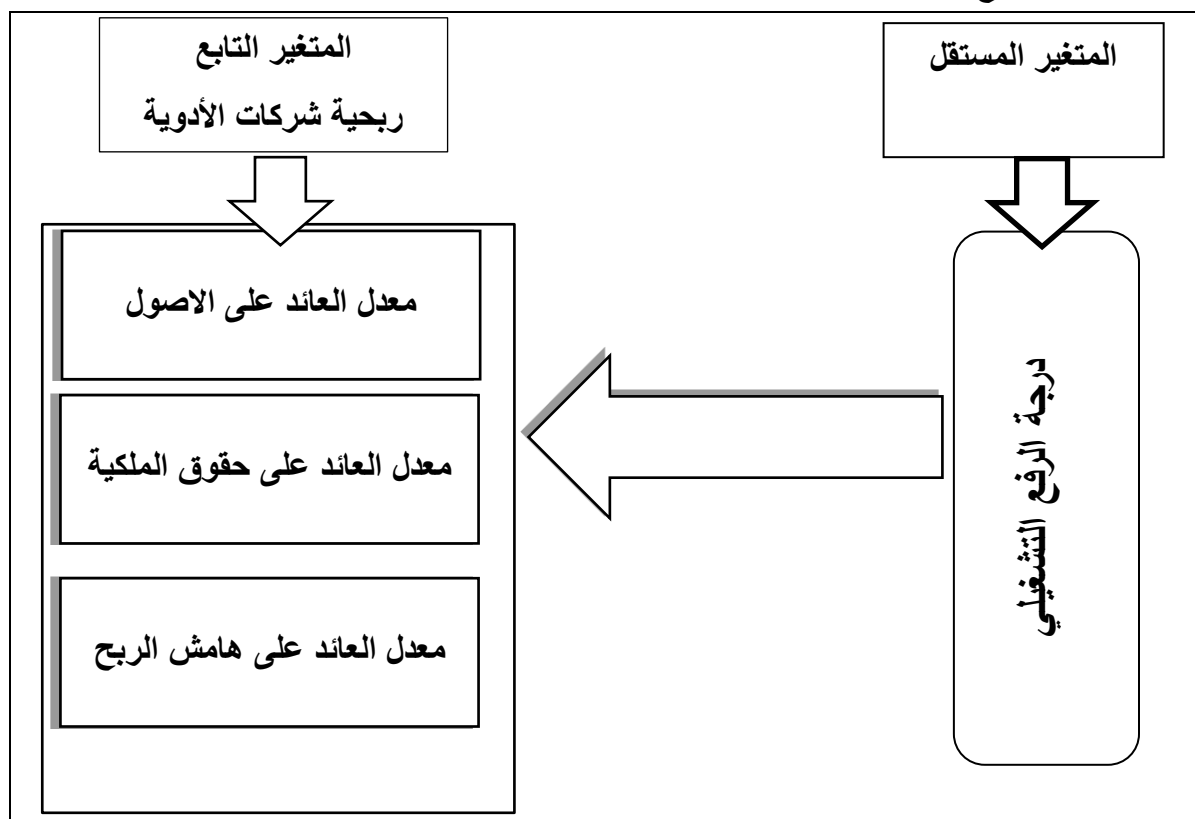 المتغير المستقل
المتغير التابع
ربحية شركات الأدوية
درجة الرفع التشغيلي
معدل العائد على الاصول
معدل العائد على حقوق الملكية
معدل العائد على هامش الربح